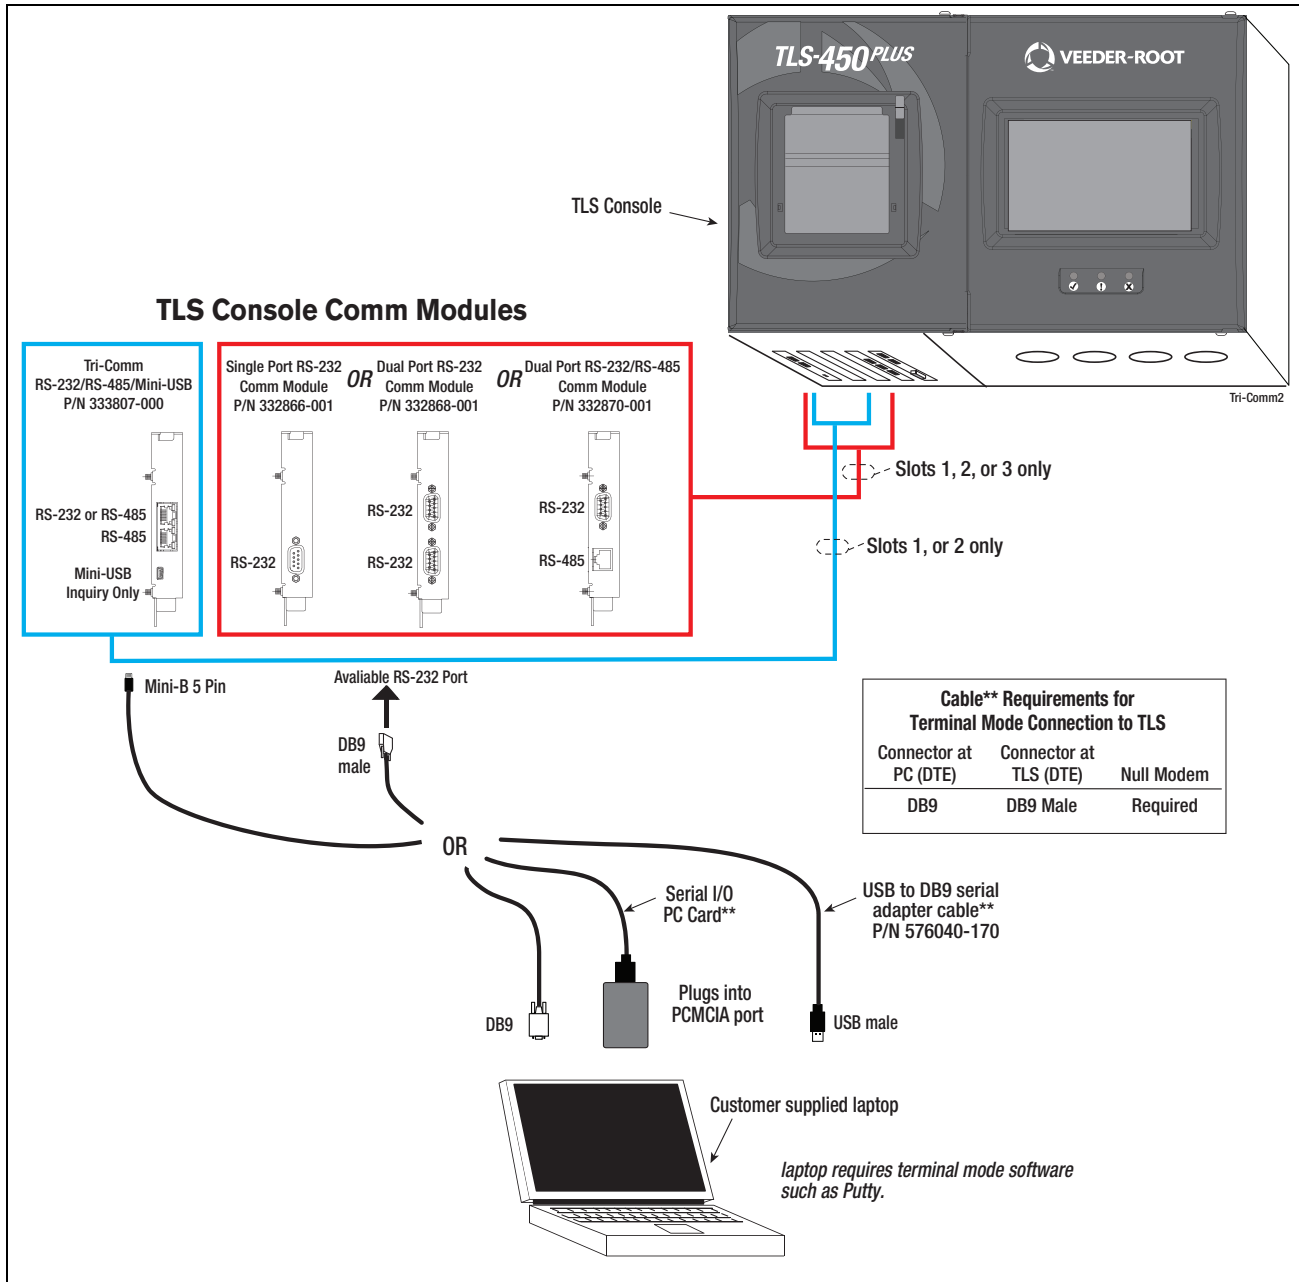 TLS-450PLUS
VEEDER-ROOT
TLS Console
Tri-Comm2
TLS Console Comm Modules
Tri-Comm
RS-232/RS-485/Mini-USB
P/N 333807-000
RS-232 or RS-485
RS-485
Mini-USB
Inquiry Only
Single Port RS-232
Comm Module
P/N 332866-001
RS-232
OR
Dual Port RS-232
Comm Module
P/N 332868-001
RS-232
RS-232
OR
Dual Port RS-232/RS-485
Comm Module
P/N 332870-001
RS-232
RS-485
Slots 1, 2, or 3 only
Slots 1, or 2 only
Mini-B 5 Pin
Avaliable RS-232 Port
DB9
male
OR
Cable** Requirements for
Terminal Mode Connection to TLS
Connector at PC (DTE)
Connector at TLS (DTE)
Null Modem
DB9
DB9 Male
Required
Serial I/O
PC Card**
USB to DB9 serial
adapter cable**
P/N 576040-170
DB9
Plugs into
PCMCIA port
USB male
Customer supplied laptop
laptop requires terminal mode software
such as Putty.